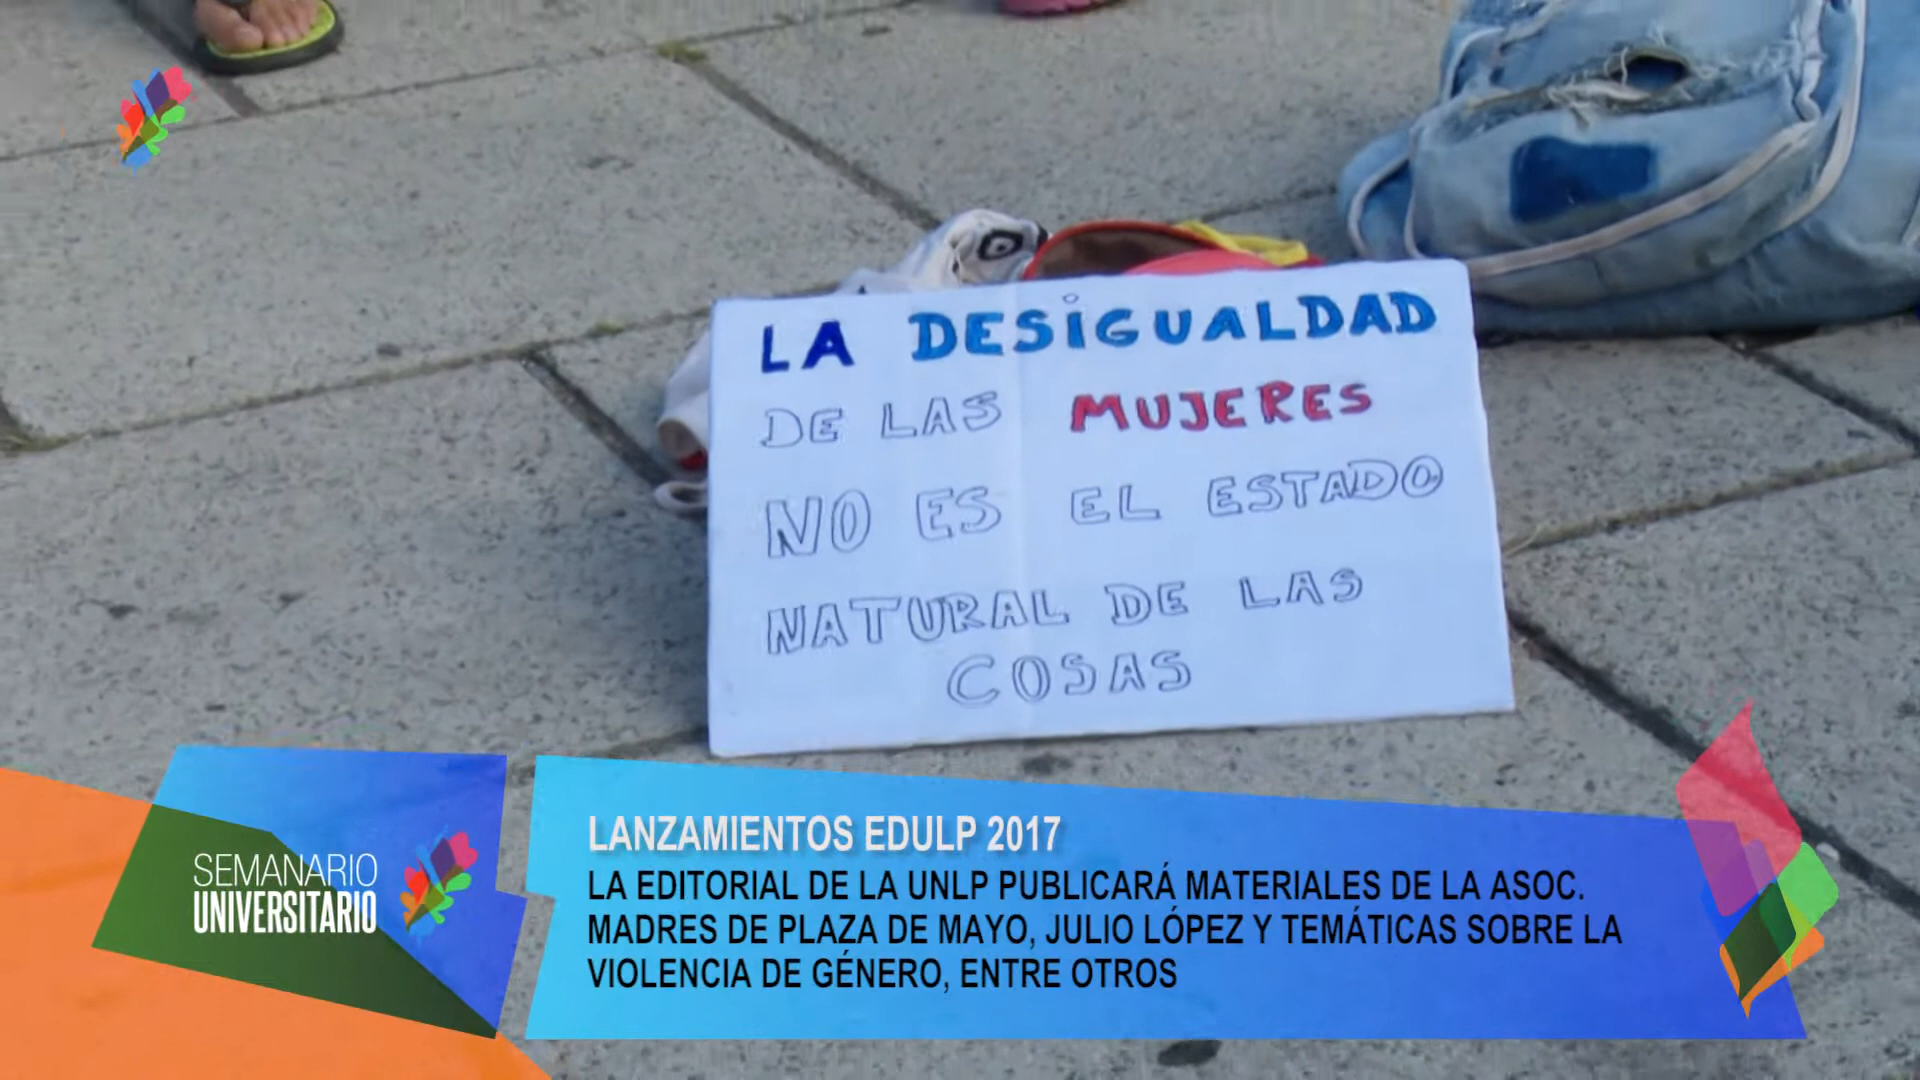 LA DESIGUALDAD
DE LAS MUJERES
NO ES EL ESTADO
NATURAL DE LAS
COSAS
SEMANARIO
UNIVERSITARIO
LANZAMIENTOS EDULP 2017
LA EDITORIAL DE LA UNLP PUBLICARÁ MATERIALES DE LA ASOC.
MADRES DE PLAZA DE MAYO, JULIO LÓPEZ Y TEMÁTICAS SOBRE LA
VIOLENCIA DE GÉNERO, ENTRE OTROS